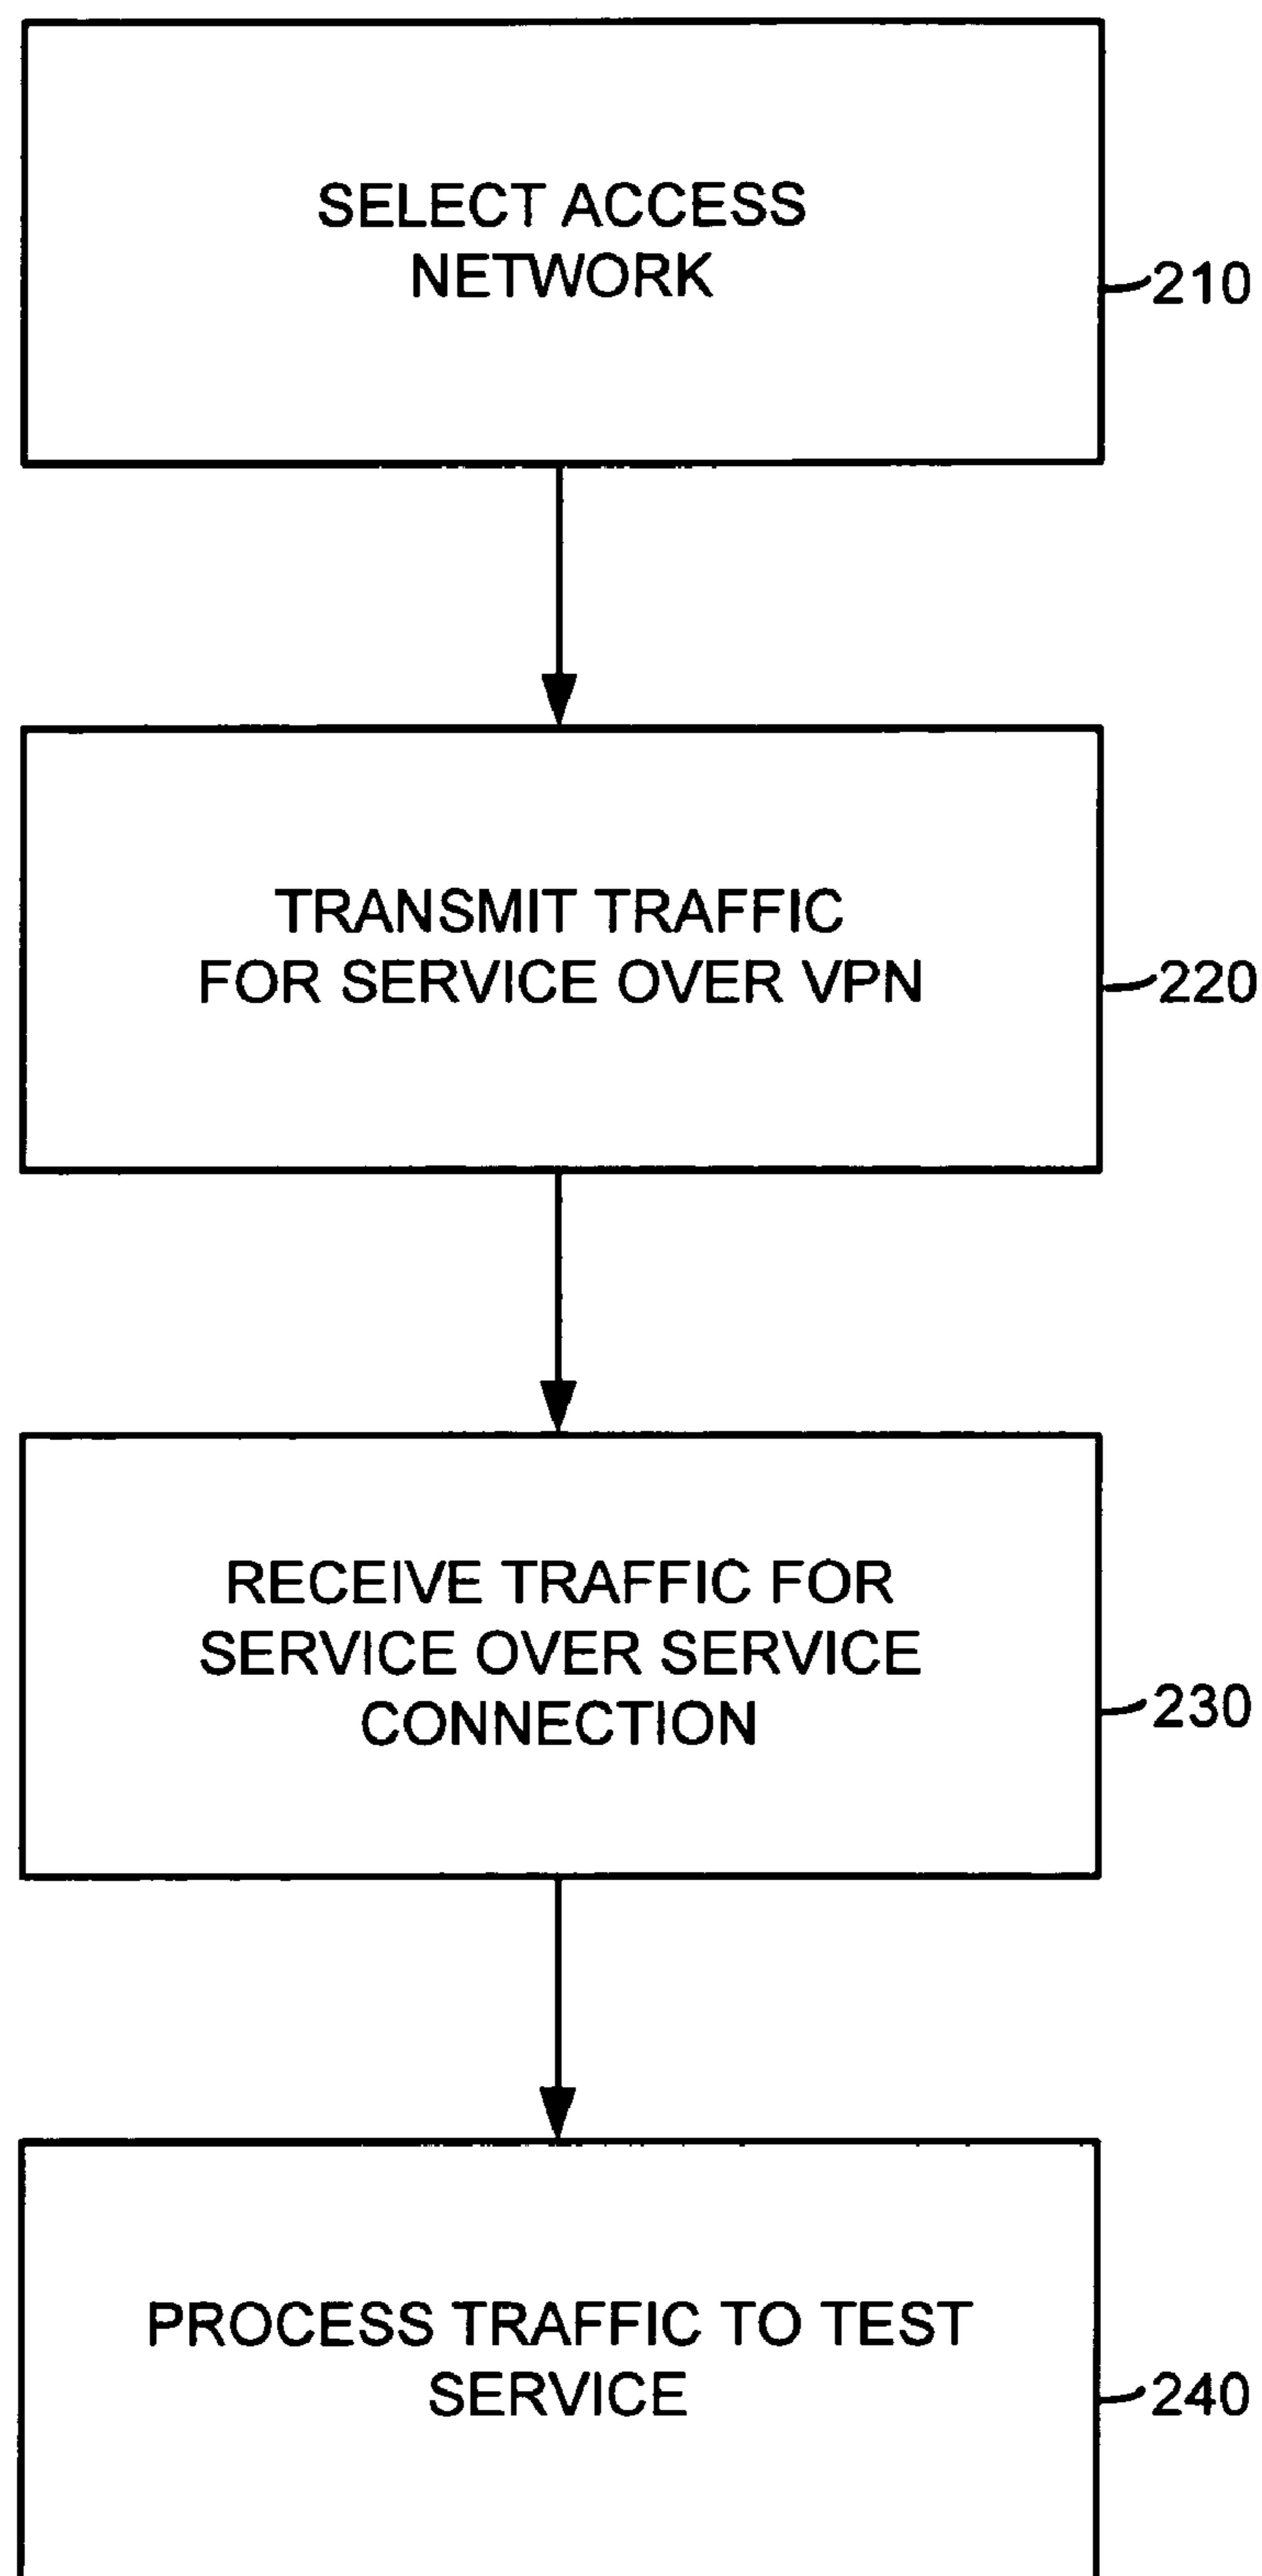 SELECT ACCESS
NETWORK
210
TRANSMIT TRAFFIC
FOR SERVICE OVER VPN
220
RECEIVE TRAFFIC FOR
SERVICE OVER SERVICE
CONNECTION
230
PROCESS TRAFFIC TO TEST
SERVICE
240